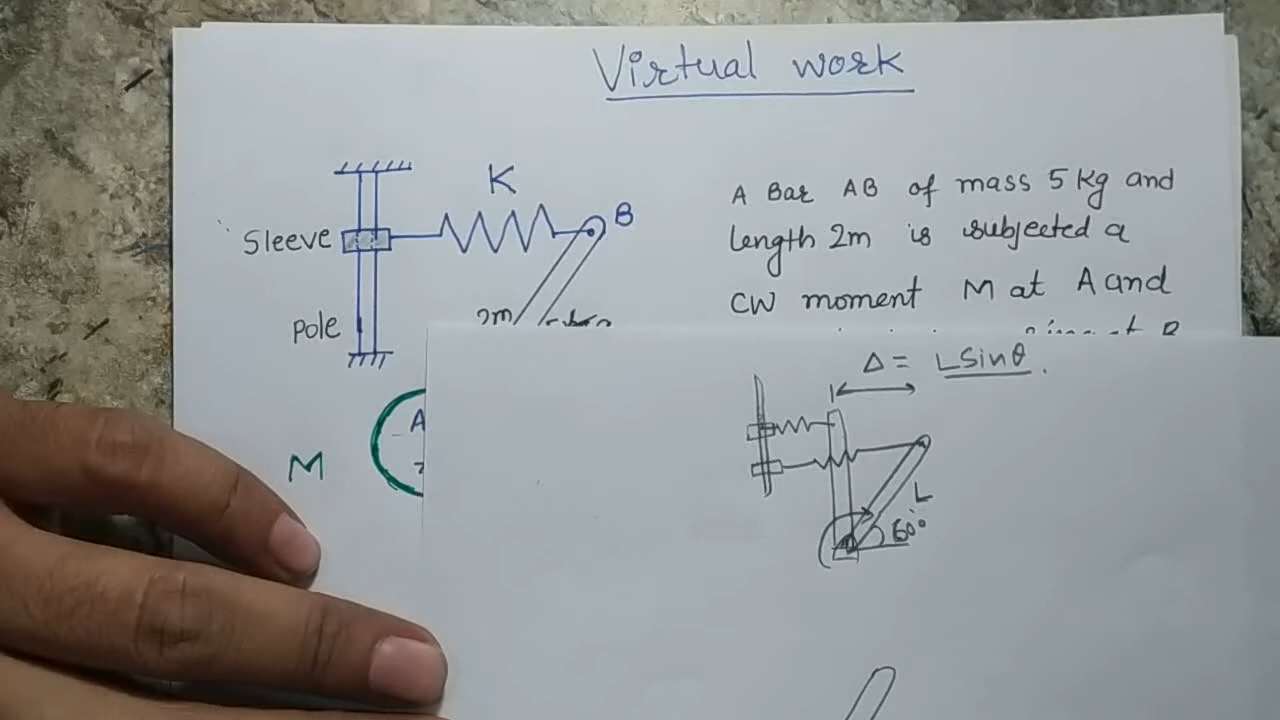 Virtual work
K
B
Sleeve
pole
2m
A
M
A Bar AB of mass 5 kg and
length 2m is subjected a
CW moment M at A and
Δ = LSinθ.
L
60°